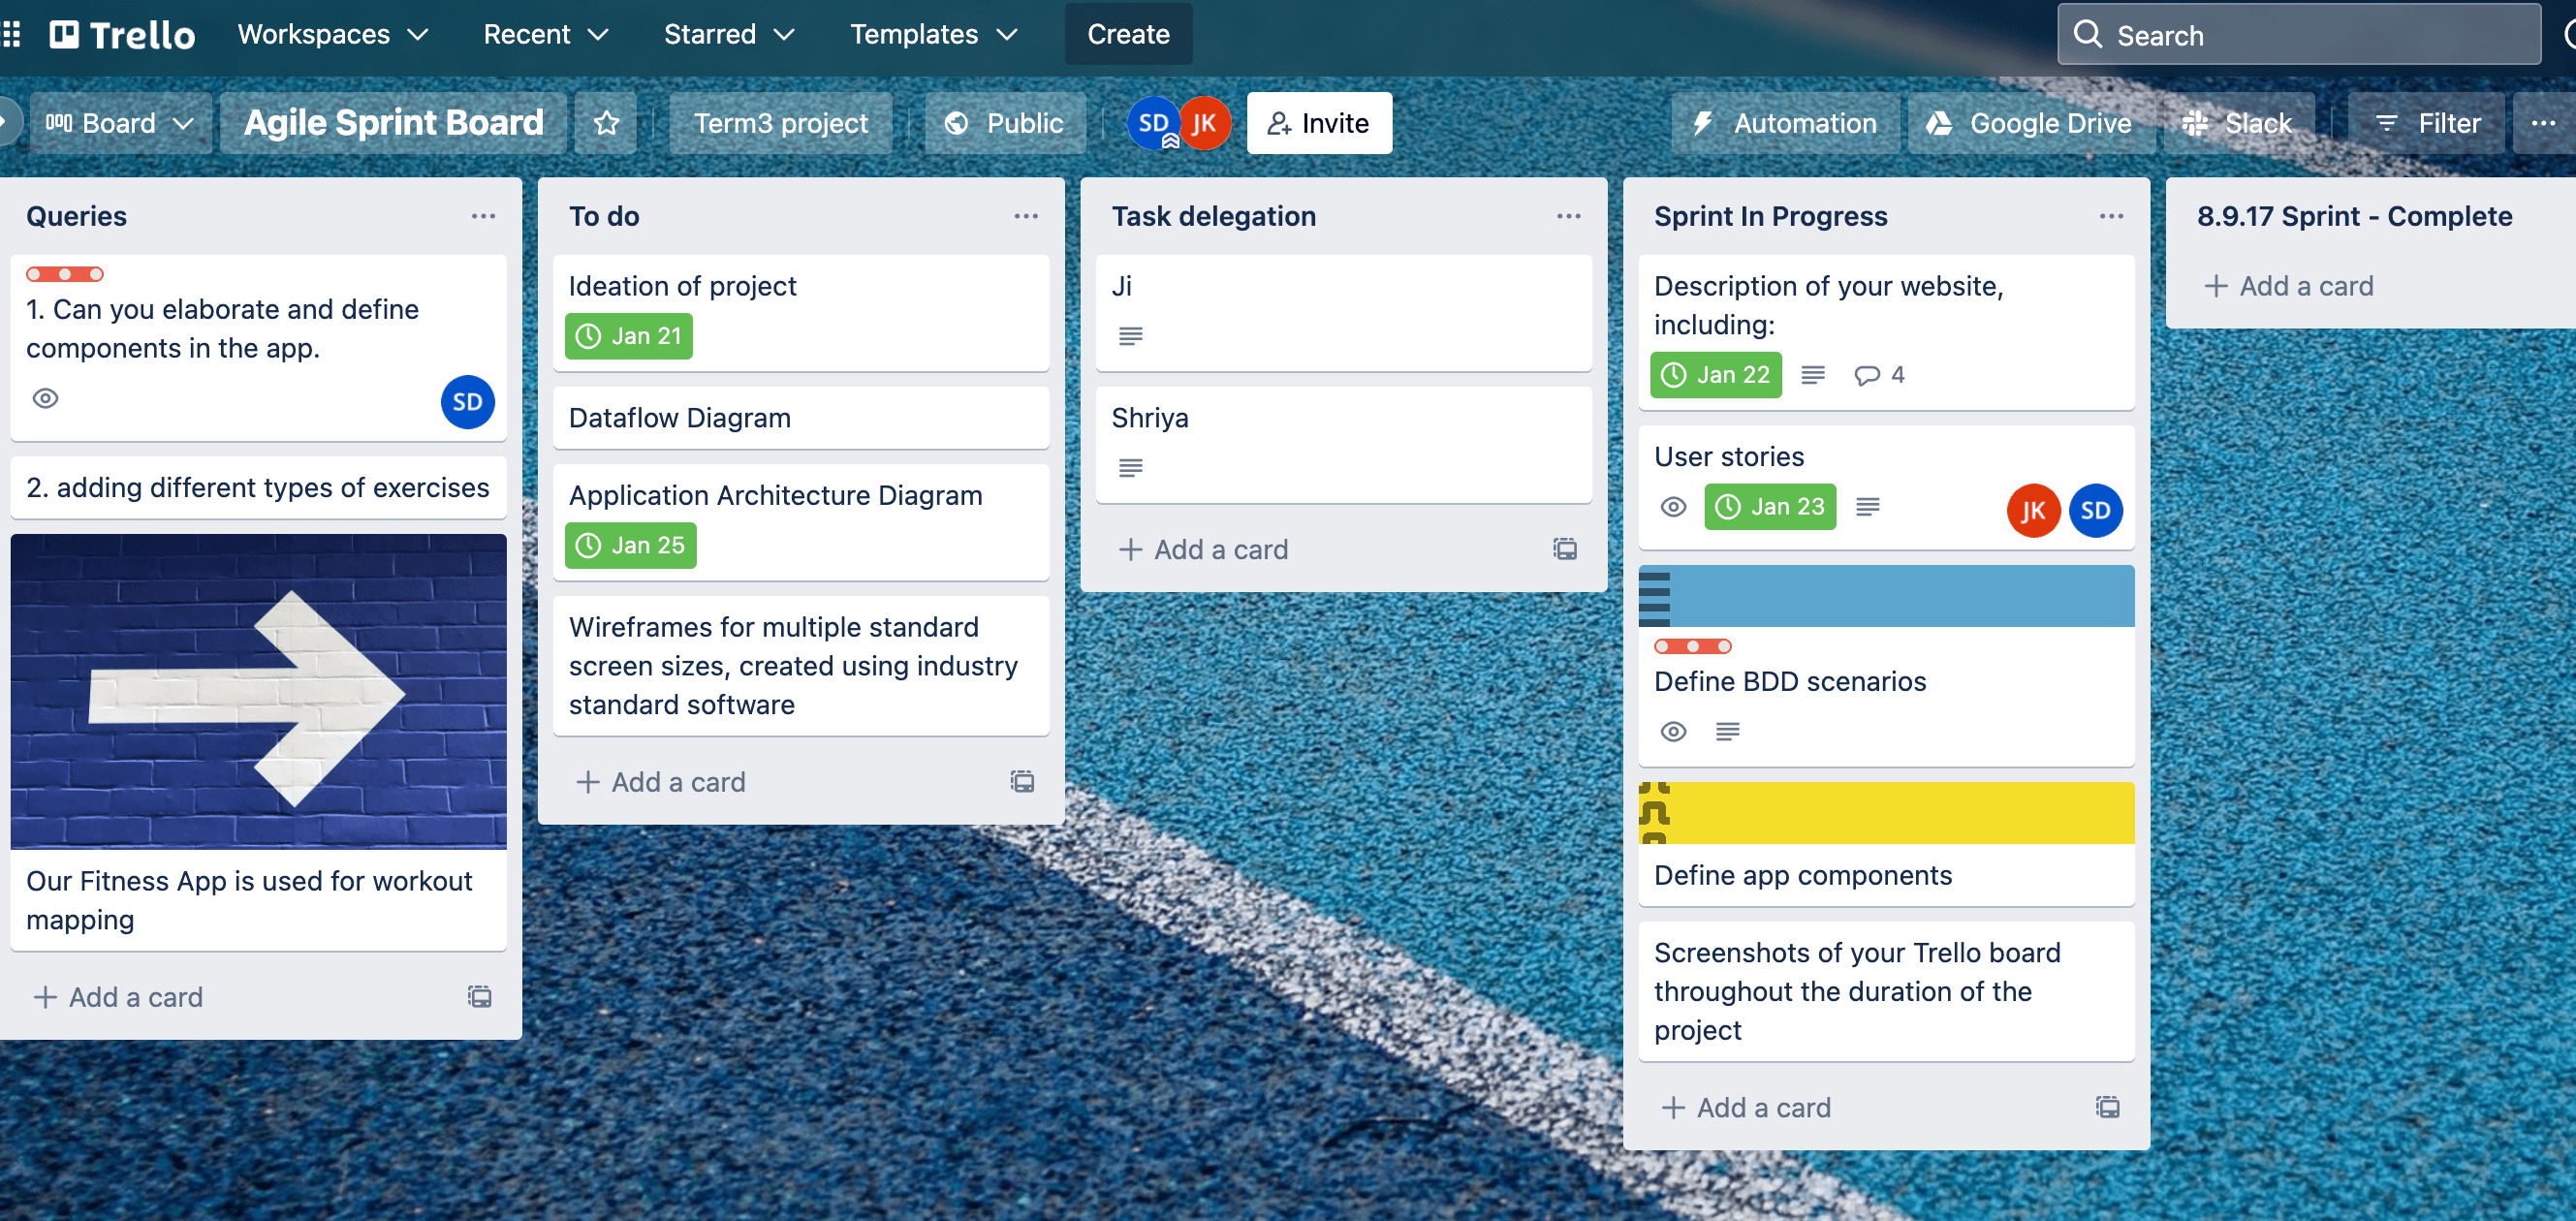 Trello Workspaces Recent Starred Templates Create Search
Board Agile Sprint Board Term3 project Public SD JK Invite Automation Google Drive Slack Filter
Queries
1. Can you elaborate and define
components in the app.
SD
2. adding different types of exercises
Our Fitness App is used for workout
mapping
+ Add a card
To do
Ideation of project
Jan 21
Dataflow Diagram
Application Architecture Diagram
Jan 25
Wireframes for multiple standard
screen sizes, created using industry
standard software
+ Add a card
Task delegation
Ji
Shriya
+ Add a card
Sprint In Progress
Description of your website,
including:
Jan 22 4
User stories
Jan 23 JK SD
Define BDD scenarios
Define app components
Screenshots of your Trello board
throughout the duration of the
project
+ Add a card
8.9.17 Sprint - Complete
+ Add a card